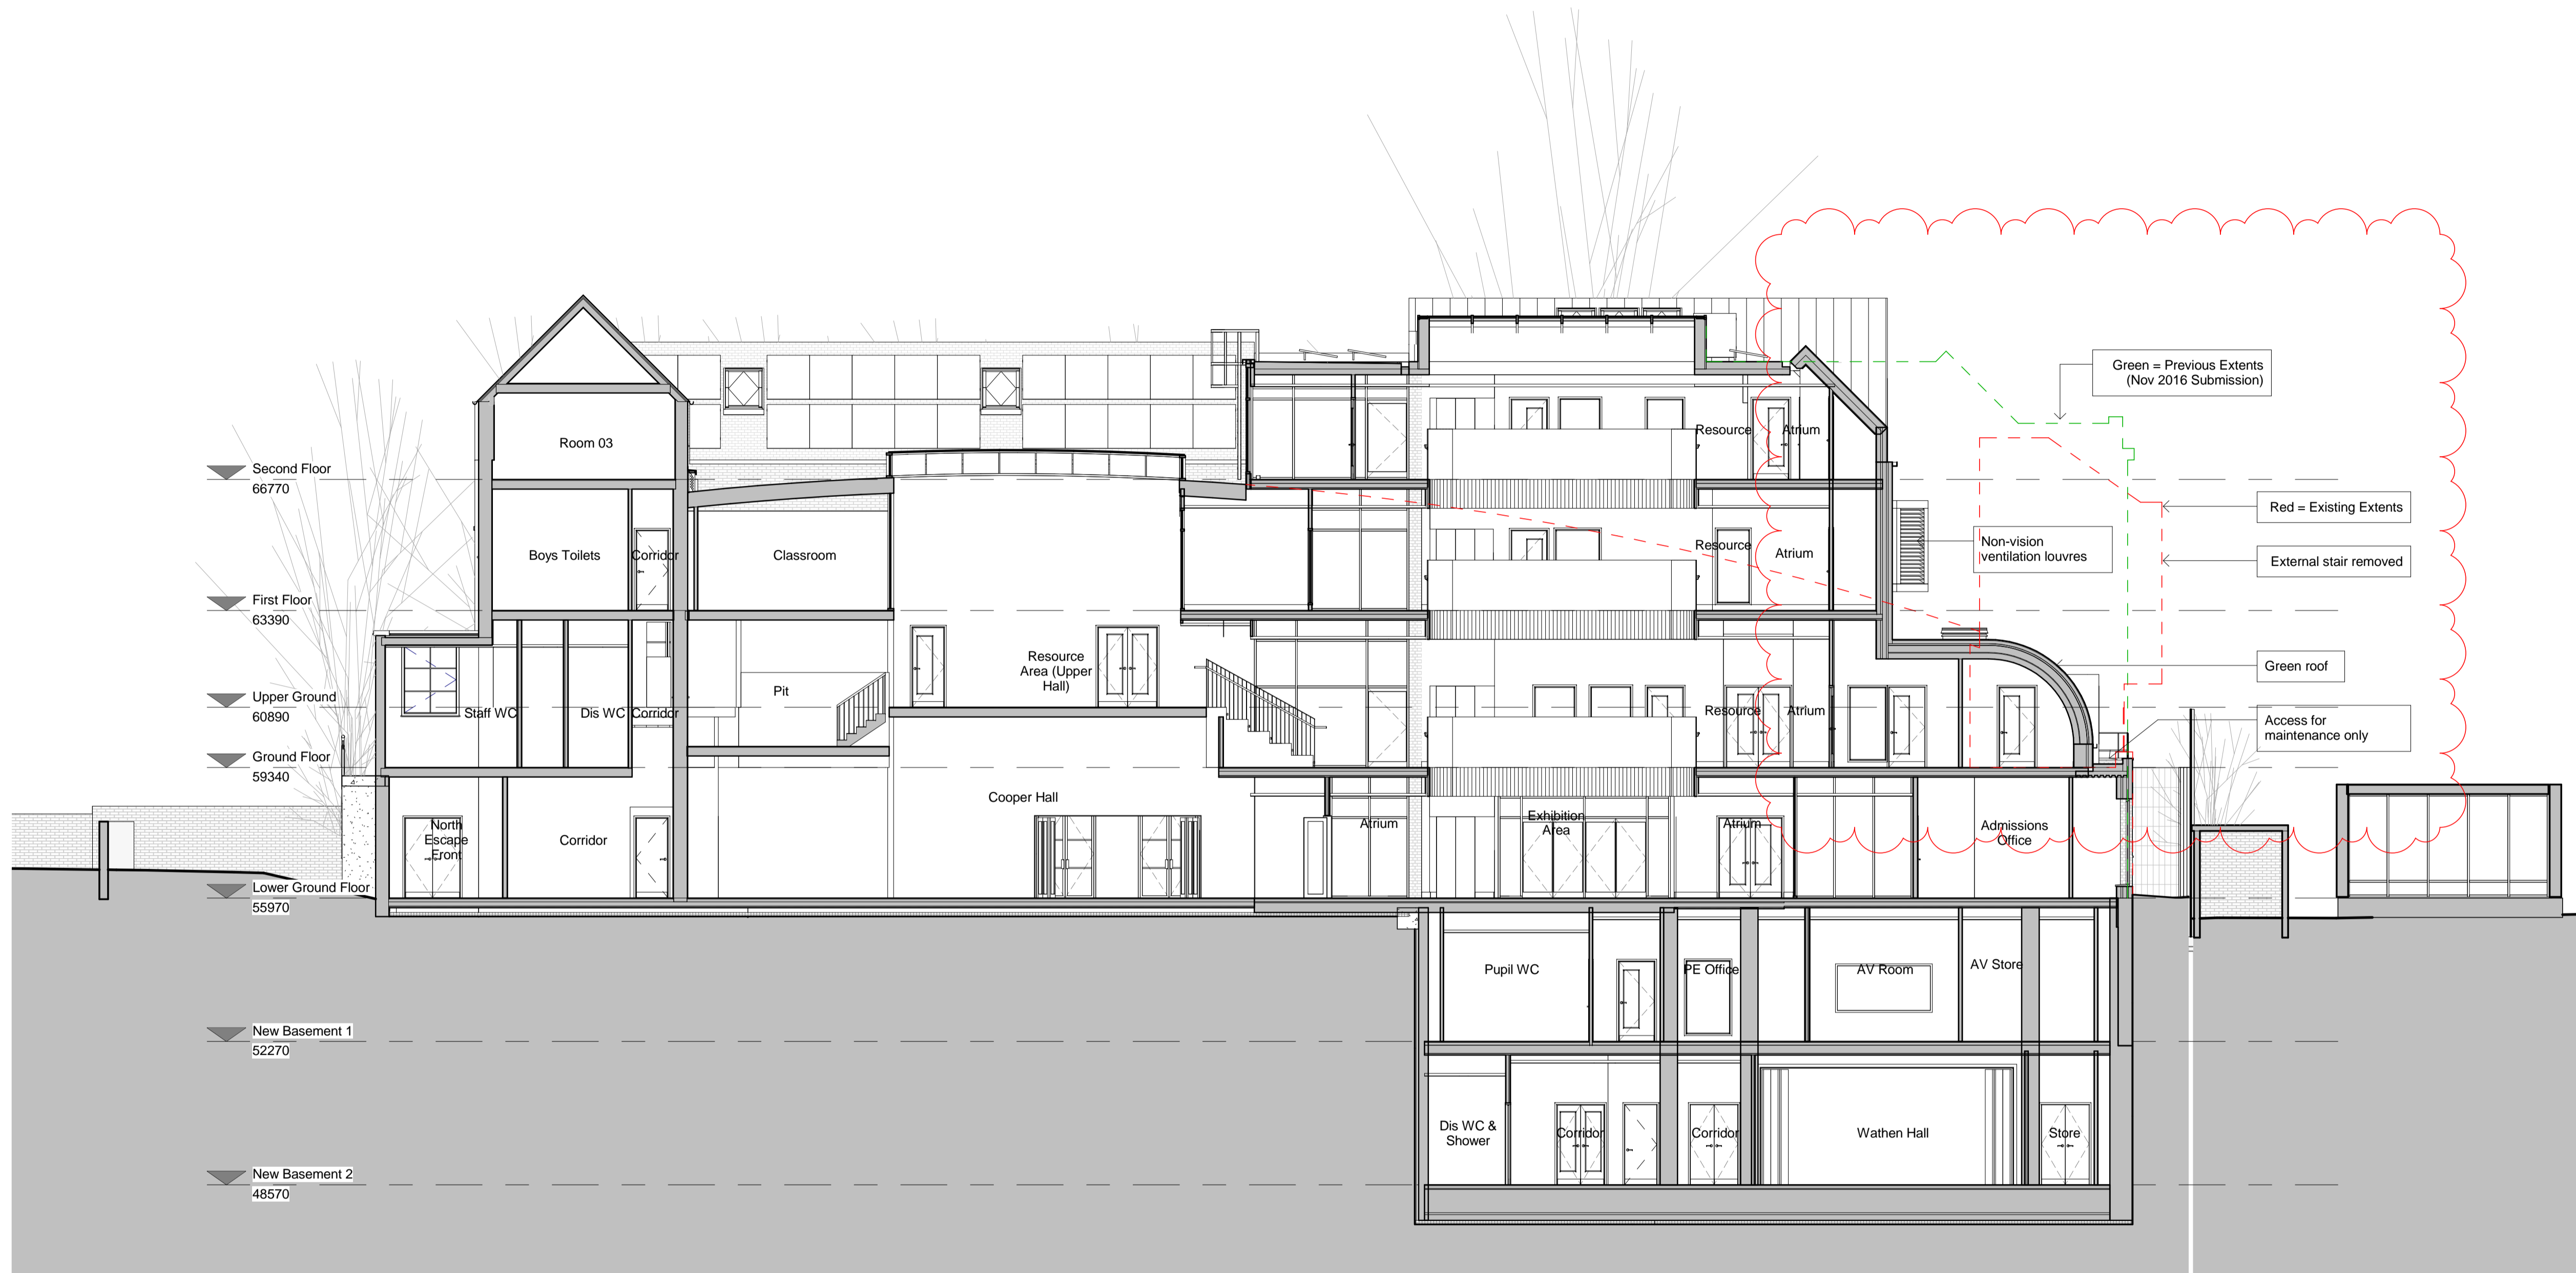 Green = Previous Extents
(Nov 2016 Submission)
Room 03
Resource
Atrium
Second Floor
66770
Red = Existing Extents
Boys Toilets
Corridor
Classroom
Resource
Atrium
Non-vision
ventilation louvres
External stair removed
First Floor
63390
Resource
Area (Upper
Hall)
Green roof
Pit
Upper Ground
60890
Staff WC
Dis WC
Corridor
Resource
Atrium
Access for
maintenance only
Ground Floor
59340
Cooper Hall
North
Escape
Front
Corridor
Atrium
Exhibition
Area
Atrium
Admissions
Office
Lower Ground Floor
55970
Pupil WC
PE Office
AV Room
AV Store
New Basement 1
52270
Dis WC &
Shower
Corridor
Corridor
Wathen Hall
Store
New Basement 2
48570